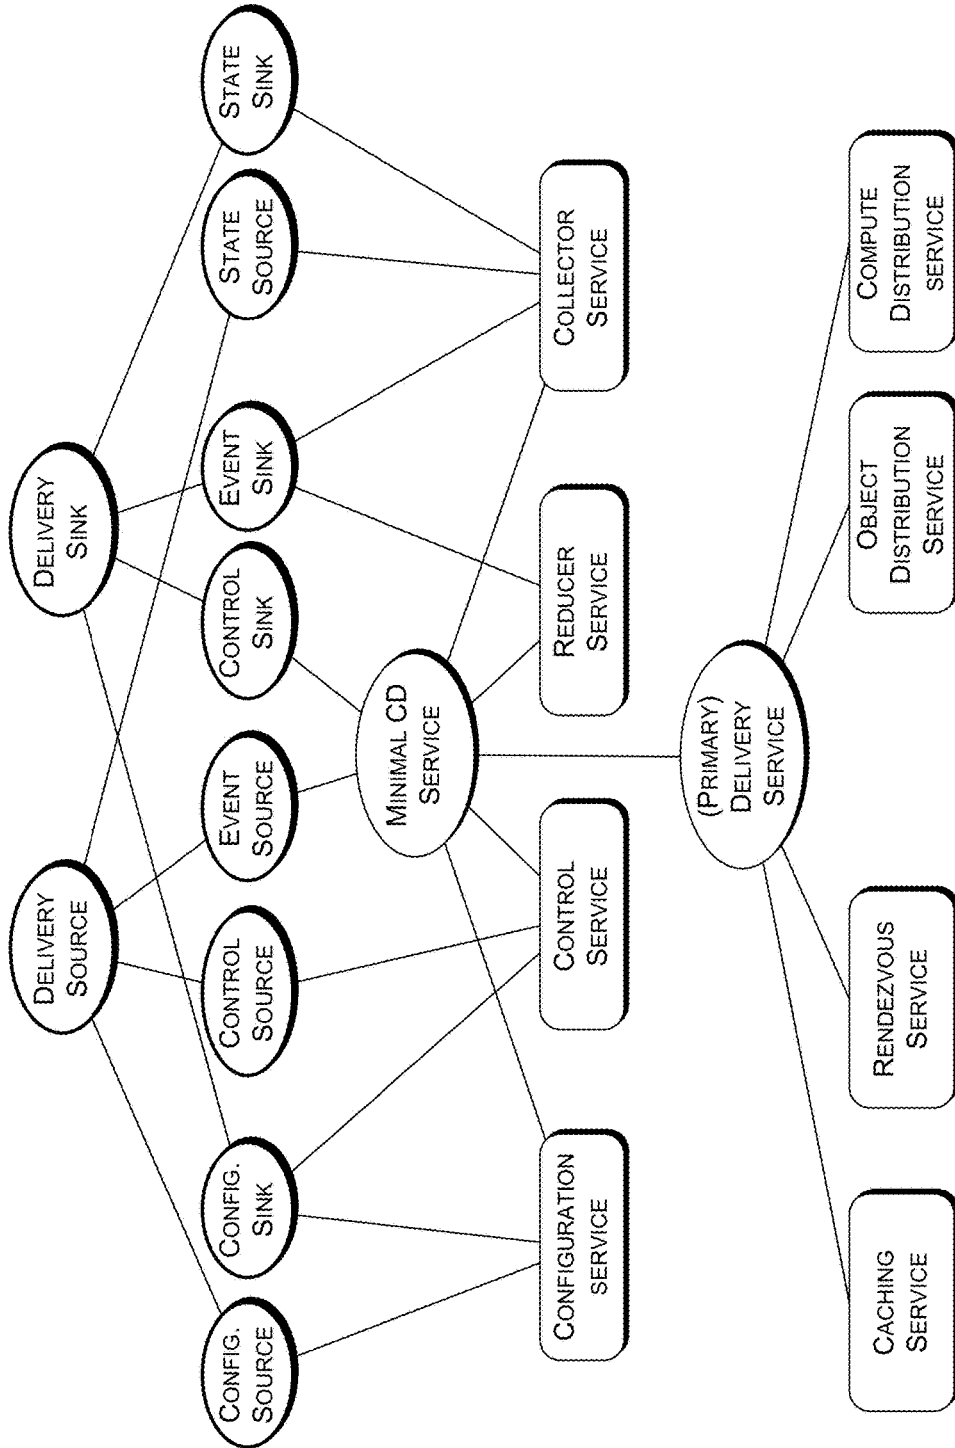 DELIVERY
SOURCE
DELIVERY
SINK
CONFIG.
SOURCE
CONFIG.
SINK
CONTROL
SOURCE
EVENT
SOURCE
CONTROL
SINK
EVENT
SINK
STATE
SOURCE
STATE
SINK
MINIMAL CD
SERVICE
CONFIGURATION
SERVICE
CONTROL
SERVICE
REDUCER
SERVICE
COLLECTOR
SERVICE
(PRIMARY)
DELIVERY
SERVICE
CACHING
SERVICE
RENDEZVOUS
SERVICE
OBJECT
DISTRIBUTION
SERVICE
COMPUTE
DISTRIBUTION
SERVICE